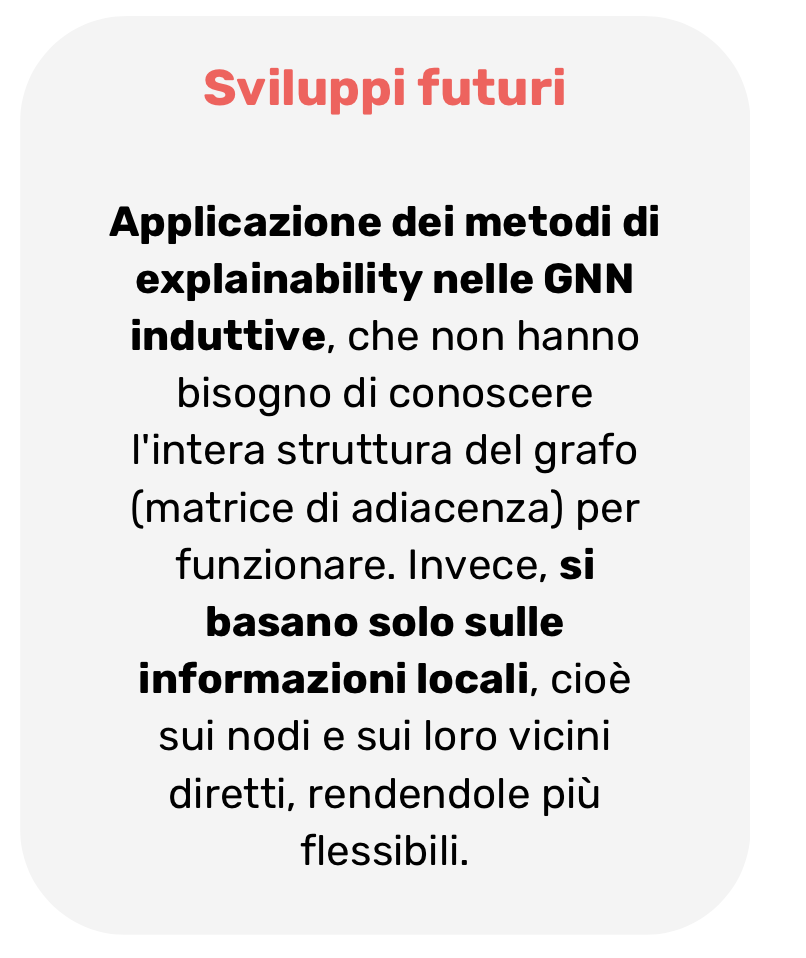 Sviluppi futuri
Applicazione dei metodi di
explainability nelle GNN
induttive, che non hanno
bisogno di conoscere
l'intera struttura del grafo
(matrice di adiacenza) per
funzionare. Invece, si
basano solo sulle
informazioni locali, cioè
sui nodi e sui loro vicini
diretti, rendendole più
flessibili.